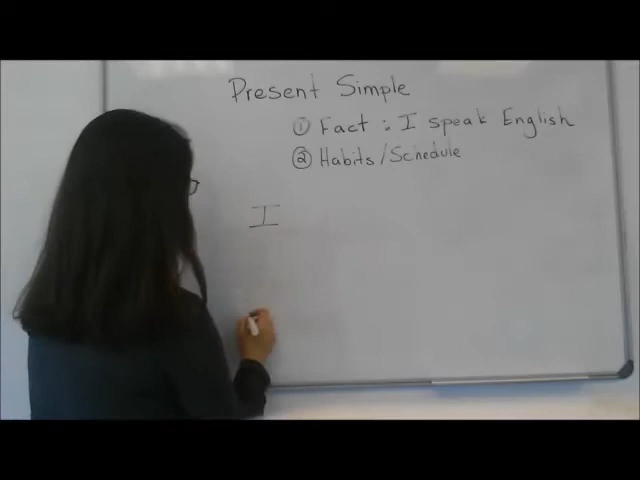 Present Simple
① Fact : I speak English
② Habits/Schedule
I